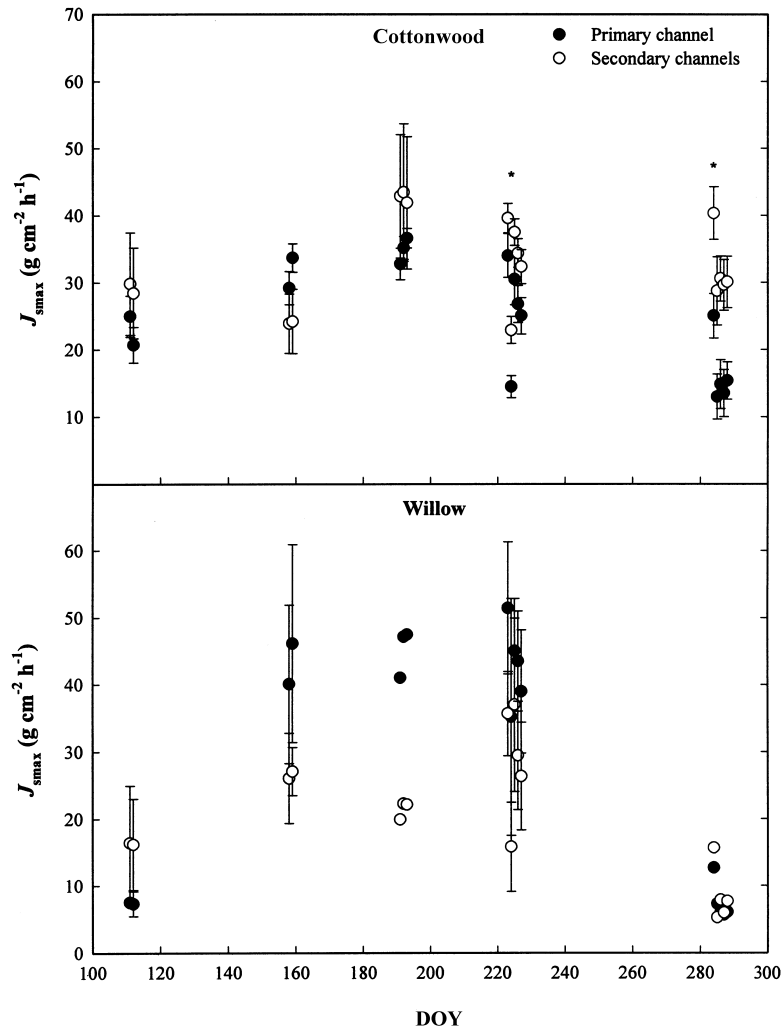 Cottonwood
Primary channel
Secondary channels
70
60
50
40
30
20
10
*
*
Jsmax (g cm-2 h-1)
Willow
60
50
40
30
20
10
0
Jsmax (g cm-2 h-1)
100 120 140 160 180 200 220 240 260 280 300
DOY